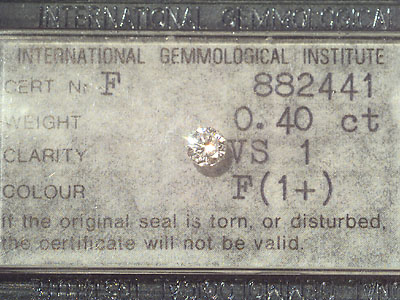 INTERNATIONAL GEMMOLOGICAL IN
INTERNATIONAL GEMMOLOGICAL INSTITUTE
CERT Nr F 882441
WEIGHT 0.40 ct
CLARITY VS 1
COLOUR F(1+)
if the original seal is torn, or disturbed,
the certificate will not be valid.